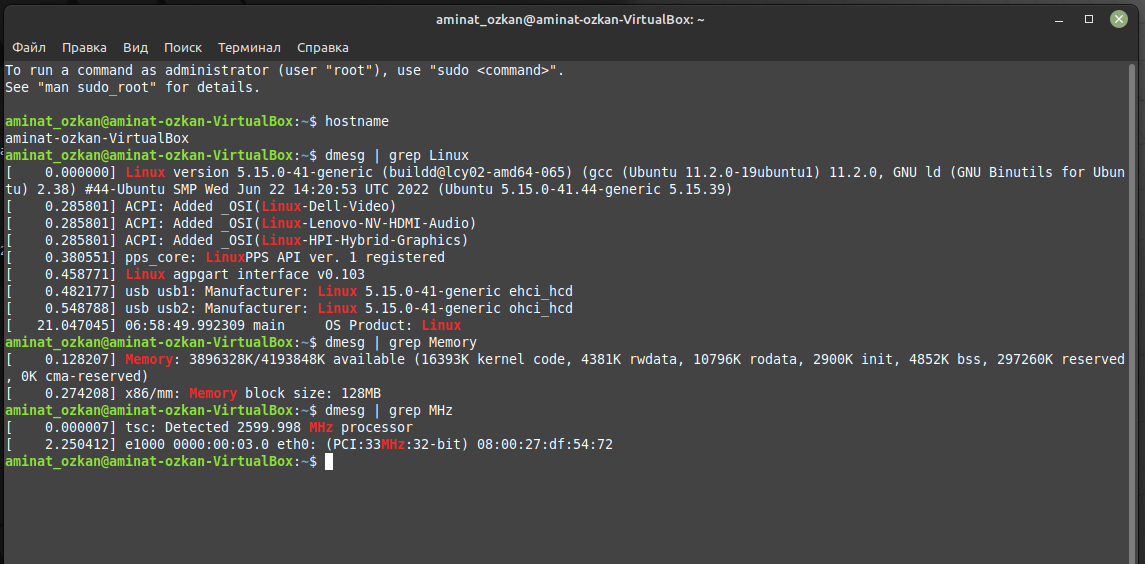 aminat_ozkan@aminat-ozkan-VirtualBox: ~
Файл Правка Вид Поиск Терминал Справка
To run a command as administrator (user "root"), use "sudo <command>".
See "man sudo_root" for details.
aminat_ozkan@aminat-ozkan-VirtualBox:~$ hostname
aminat-ozkan-VirtualBox
aminat_ozkan@aminat-ozkan-VirtualBox:~$ dmesg | grep Linux
[    0.000000] Linux version 5.15.0-41-generic (buildd@lcy02-amd64-065) (gcc (Ubuntu 11.2.0-19ubuntu1) 11.2.0, GNU ld (GNU Binutils for Ubun
tu) 2.38) #44-Ubuntu SMP Wed Jun 22 14:20:53 UTC 2022 (Ubuntu 5.15.0-41.44-generic 5.15.39)
[    0.285801] ACPI: Added _OSI(Linux-Dell-Video)
[    0.285801] ACPI: Added _OSI(Linux-Lenovo-NV-HDMI-Audio)
[    0.285801] ACPI: Added _OSI(Linux-HPI-Hybrid-Graphics)
[    0.380551] pps_core: LinuxPPS API ver. 1 registered
[    0.458771] Linux agpgart interface v0.103
[    0.482177] usb usb1: Manufacturer: Linux 5.15.0-41-generic ehci_hcd
[    0.548788] usb usb2: Manufacturer: Linux 5.15.0-41-generic ohci_hcd
[   21.047045] 06:58:49.992309 main     OS Product: Linux
aminat_ozkan@aminat-ozkan-VirtualBox:~$ dmesg | grep Memory
[    0.128207] Memory: 3896328K/4193848K available (16393K kernel code, 4381K rwdata, 10796K rodata, 2900K init, 4852K bss, 297260K reserved
, 0K cma-reserved)
[    0.274208] x86/mm: Memory block size: 128MB
aminat_ozkan@aminat-ozkan-VirtualBox:~$ dmesg | grep MHz
[    0.000007] tsc: Detected 2599.998 MHz processor
[    2.250412] e1000 0000:00:03.0 eth0: (PCI:33MHz:32-bit) 08:00:27:df:54:72
aminat_ozkan@aminat-ozkan-VirtualBox:~$